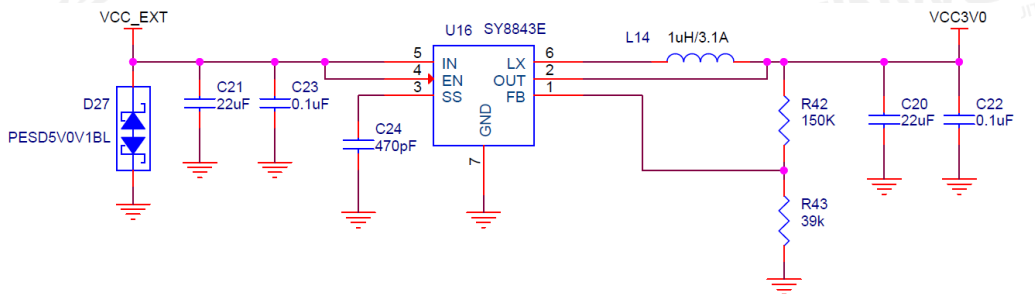 VCC_EXT
VCC3V0
U16 SY8843E
L14 1uH/3.1A
5 IN
4 EN
3 SS
LX 6
OUT 2
FB 1
GND
7
D27
PESD5V0V1BL
C21
22uF
C23
0.1uF
C24
470pF
R42
150K
C20
22uF
C22
0.1uF
R43
39k